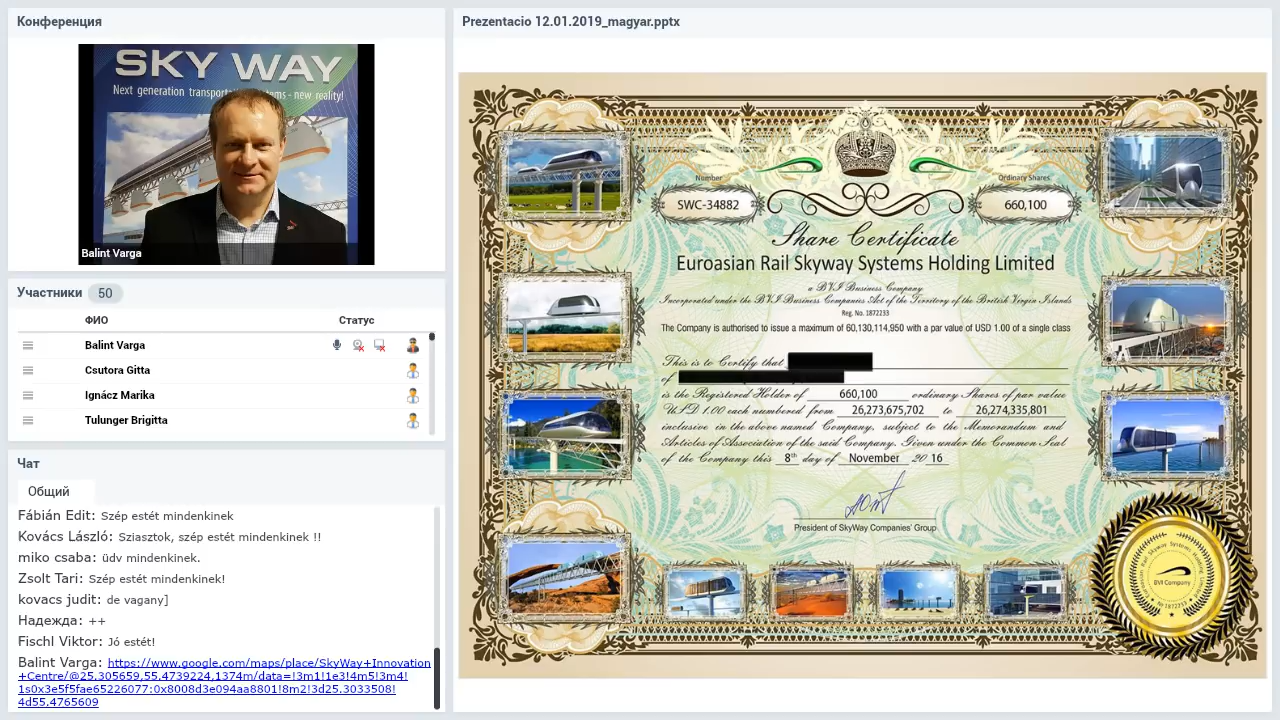 Конференция
SKY WAY
Balint Varga
Участники 50
ФИО Статус
Balint Varga
Csutora Gitta
Ignácz Marika
Tulunger Brigitta
Чат
Общий
Fábián Edit: Szép estét mindenkinek
Kovács László: Sziasztok, szép estét mindenkinek !!
miko csaba: üdv mindenkinek.
Zsolt Tari: Szép estét mindenkinek!
kovacs judit: de vagany]
Надежда: ++
Fischl Viktor: Jó estét!
Balint Varga: https://www.google.com/maps/place/SkyWay+Innovation
+Centre/@25.305659,55.4739224,1374m/data=!3m1!1e3!4m5!3m4!
1s0x3e5f5fae65226077:0x8008d3e094aa8801!8m2!3d25.3033508!
4d55.4765609
Prezentacio 12.01.2019_magyar.pptx
Number Ordinary Shares
SWC-34882 660,100
Share Certificate
Euroasian Rail Skyway Systems Holding Limited
a BVI Business Company
Incorporated under the BVI Business Companies Act of the Territory of the British Virgin Islands
Reg. No. 1872233
The Company is authorised to issue a maximum of 60,130,114,950 with a par value of USD 1.00 of a single class
This is to Certify that
of
is the Registered Holder of 660,100 ordinary Shares of par value
USD 1.00 each numbered from 26,273,675,702 to 26,274,335,801
inclusive in the above named Company, subject to the Memorandum and
Articles of Association of the said Company. Given under the Common Seal
of the Company this 8th day of November 20 16
President of SkyWay Companies' Group
BVI Company